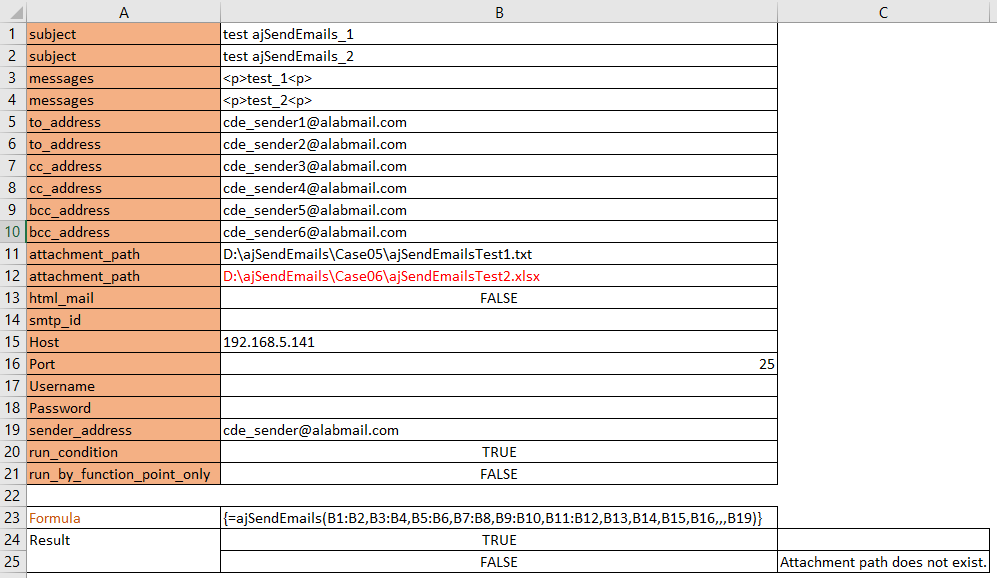 A B C
1 subject test ajSendEmails_1
2 subject test ajSendEmails_2
3 messages <p>test_1<p>
4 messages <p>test_2<p>
5 to_address cde_sender1@alabmail.com
6 to_address cde_sender2@alabmail.com
7 cc_address cde_sender3@alabmail.com
8 cc_address cde_sender4@alabmail.com
9 bcc_address cde_sender5@alabmail.com
10 bcc_address cde_sender6@alabmail.com
11 attachment_path D:\ajSendEmails\Case05\ajSendEmailsTest1.txt
12 attachment_path D:\ajSendEmails\Case06\ajSendEmailsTest2.xlsx
13 html_mail FALSE
14 smtp_id
15 Host 192.168.5.141
16 Port 25
17 Username
18 Password
19 sender_address cde_sender@alabmail.com
20 run_condition TRUE
21 run_by_function_point_only FALSE
22
23 Formula {=ajSendEmails(B1:B2,B3:B4,B5:B6,B7:B8,B9:B10,B11:B12,B13,B14,B15,B16,,,B19)}
24 Result TRUE
25 FALSE Attachment path does not exist.